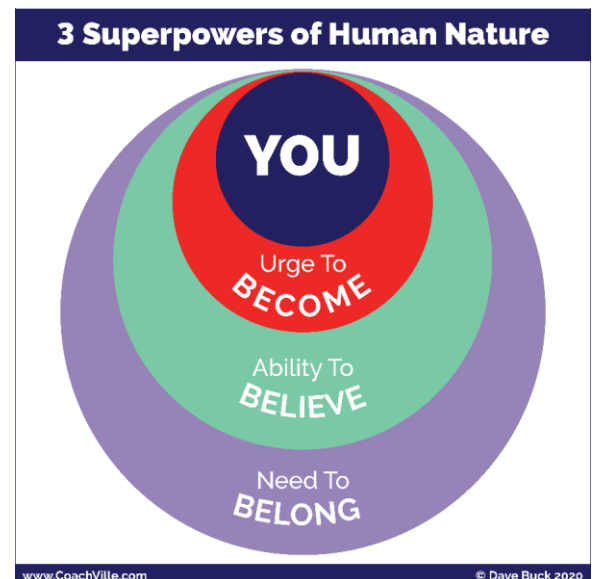 3 Superpowers of Human Nature
YOU
Urge To
BECOME
Ability To
BELIEVE
Need To
BELONG
www.CoachVille.com
© Dave Buck 2020